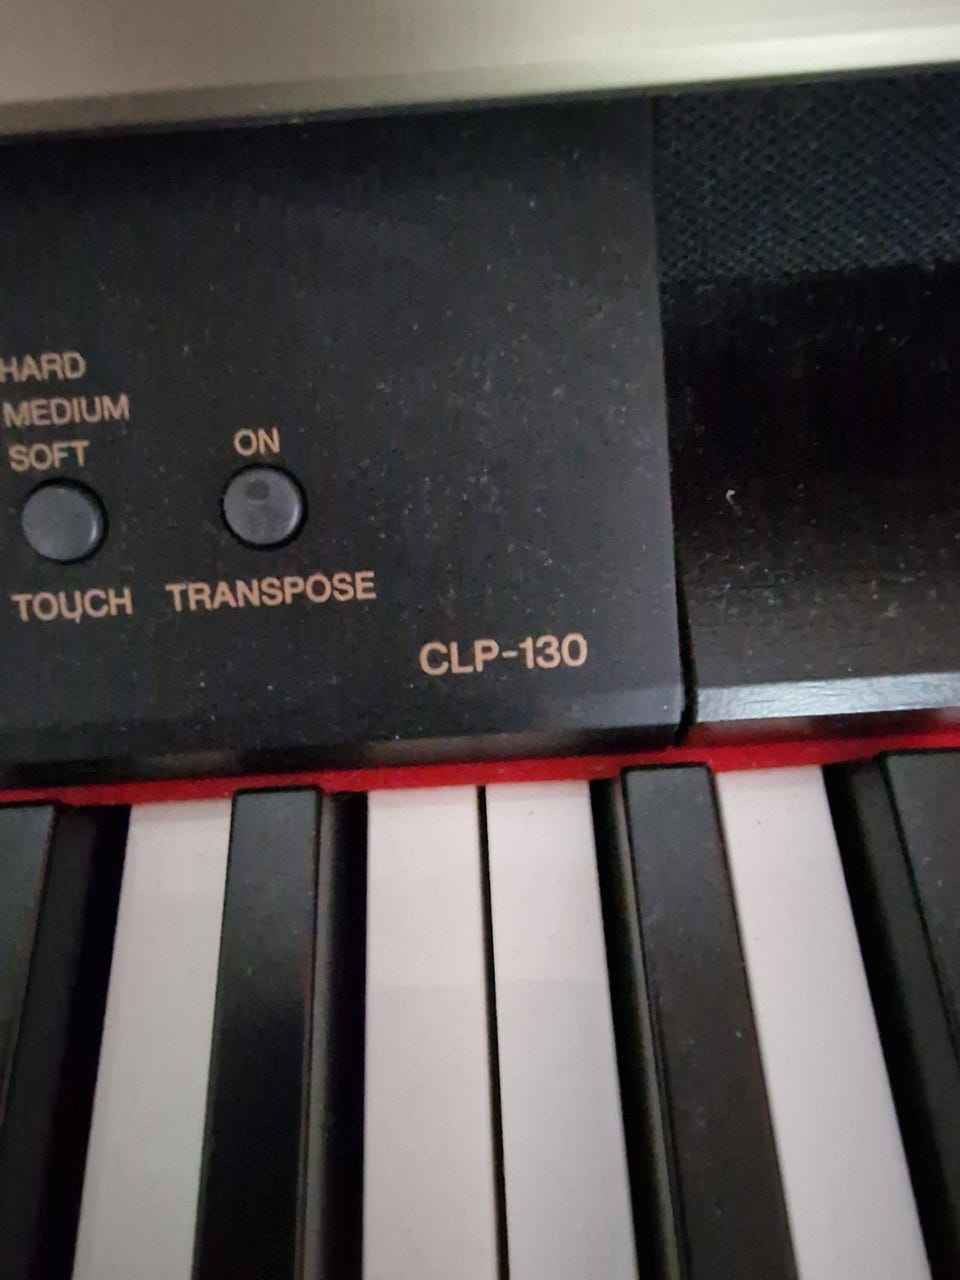 HARD
MEDIUM
SOFT
ON
TOUCH
TRANSPOSE
CLP-130